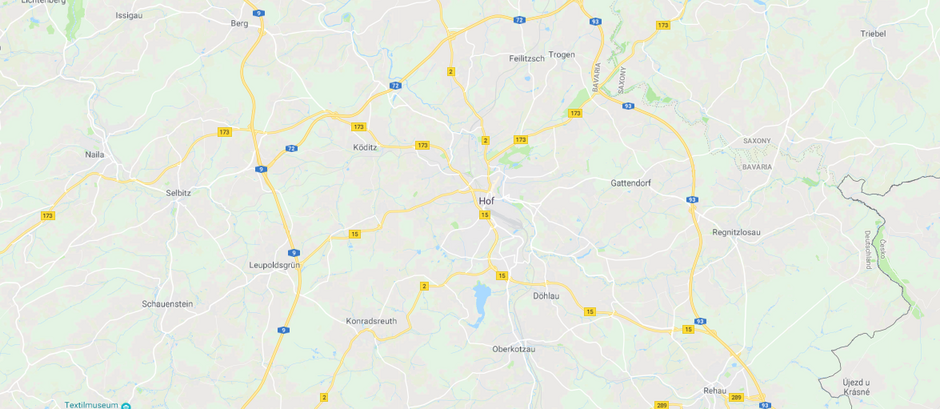 Lichtenberg
Issigau
Berg
9
72
93
173
Triebel
Feilitzsch
Trogen
2
72
BAVARIA
SAXONY
93
173
173
173
173
2
173
SAXONY
BAVARIA
Naila
72
Köditz
9
Selbitz
Gattendorf
Hof
93
173
15
15
Regnitzlosau
Deutschland
Česko
9
Leupoldsgrün
15
2
Döhlau
Schauenstein
15
Konradsreuth
93
15
9
Oberkotzau
Rehau
Újezd u
Krásné
2
289
289
93
Textilmuseum